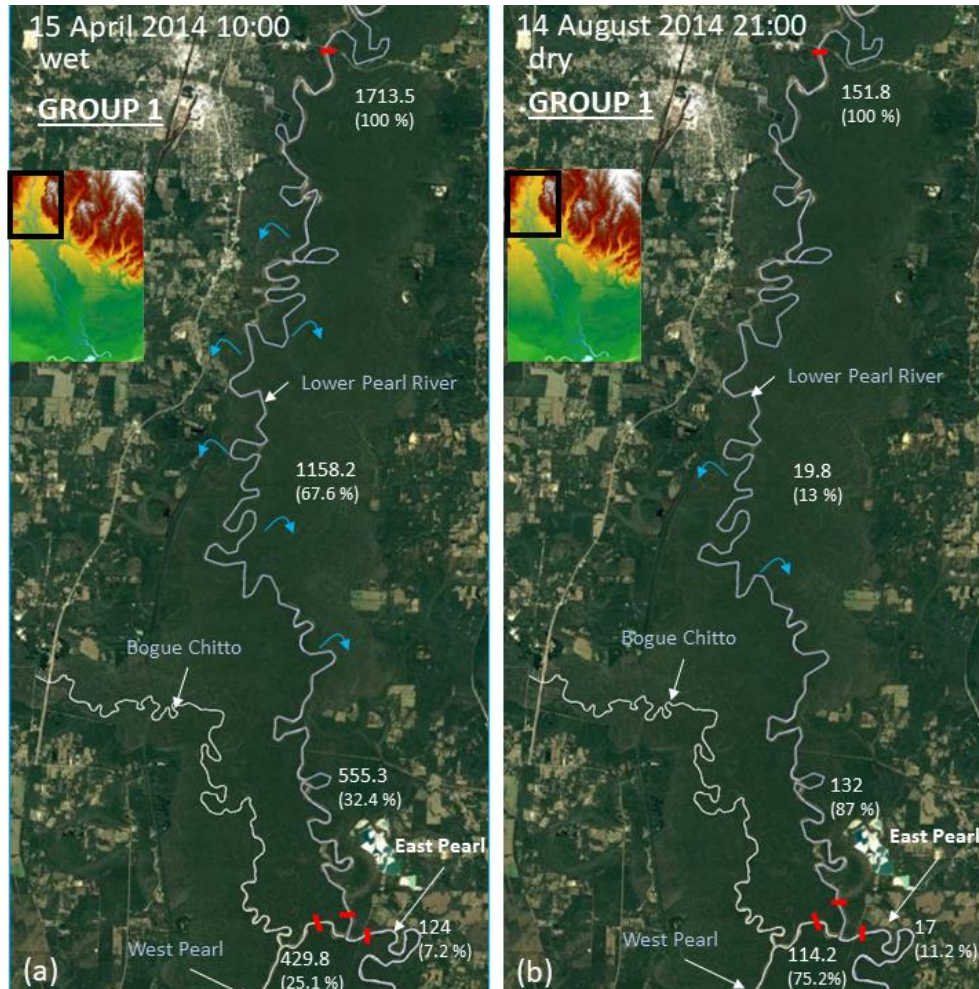 15 April 2014 10:00
wet
GROUP 1
1713.5
(100 %)
Lower Pearl River
1158.2
(67.6 %)
Bogue Chitto
555.3
(32.4 %)
East Pearl
124
(7.2 %)
West Pearl
429.8
(25.1 %)
(a)
14 August 2014 21:00
dry
GROUP 1
151.8
(100 %)
Lower Pearl River
19.8
(13 %)
Bogue Chitto
132
(87 %)
East Pearl
17
(11.2 %)
West Pearl
114.2
(75.2%)
(b)